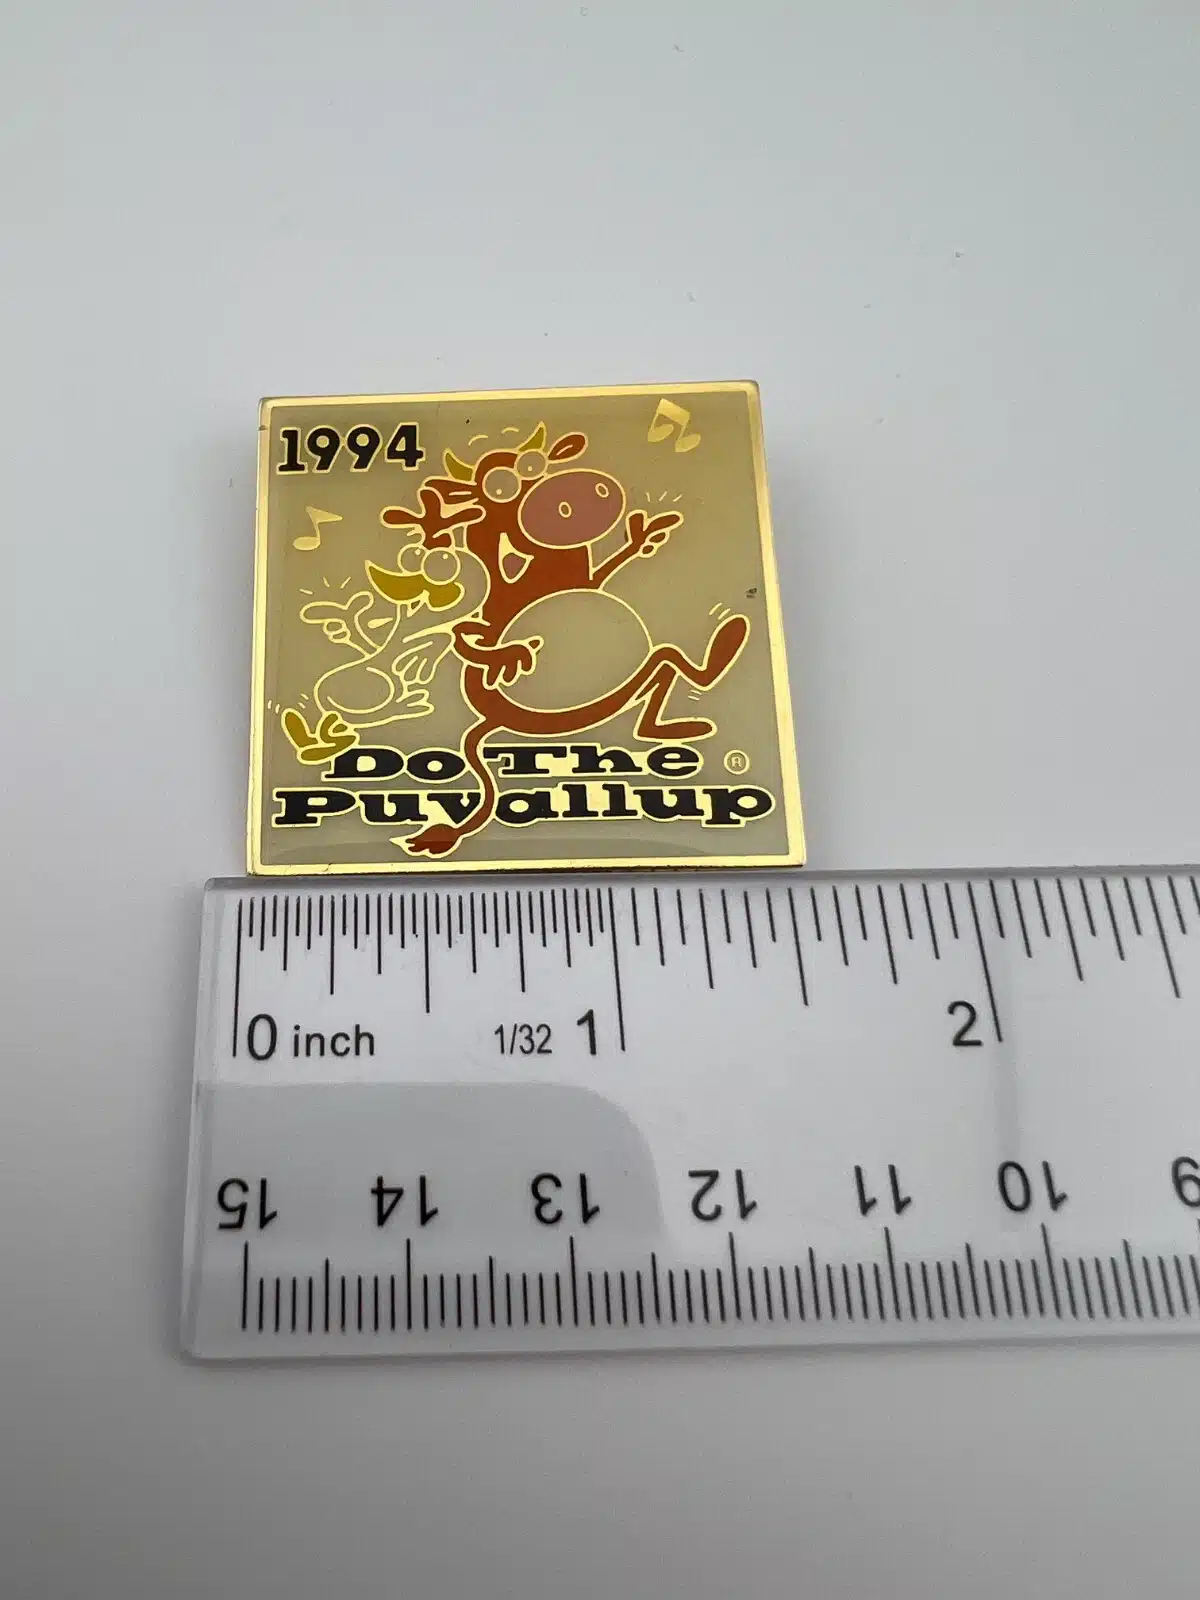 1994
Do The ®
Puyallup
0 inch 1/32 1 2
15 14 13 12 11 10 9